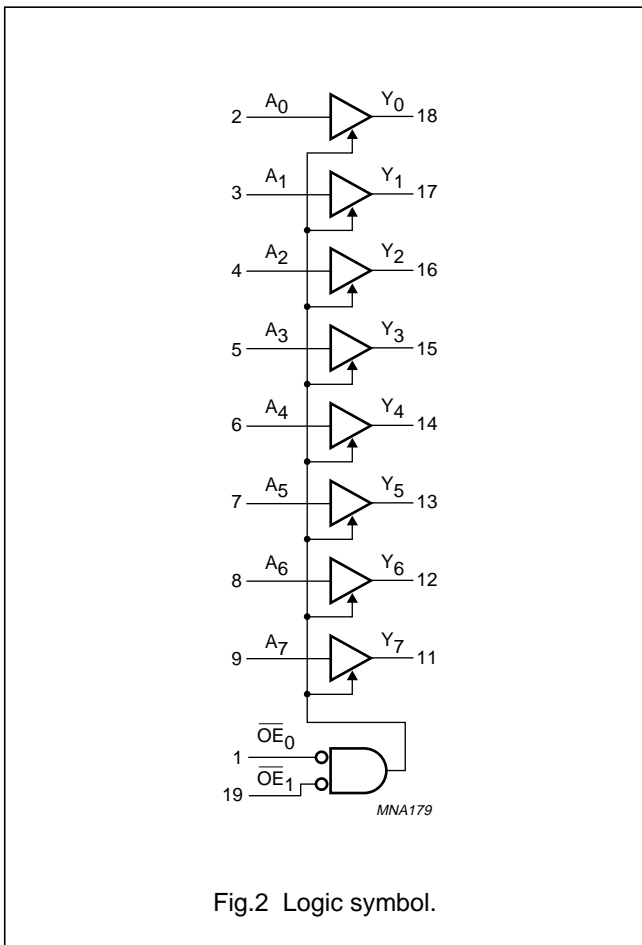 2 A0 Y0 18
3 A1 Y1 17
4 A2 Y2 16
5 A3 Y3 15
6 A4 Y4 14
7 A5 Y5 13
8 A6 Y6 12
9 A7 Y7 11
1 OE0
19 OE1
MNA179
Fig.2 Logic symbol.